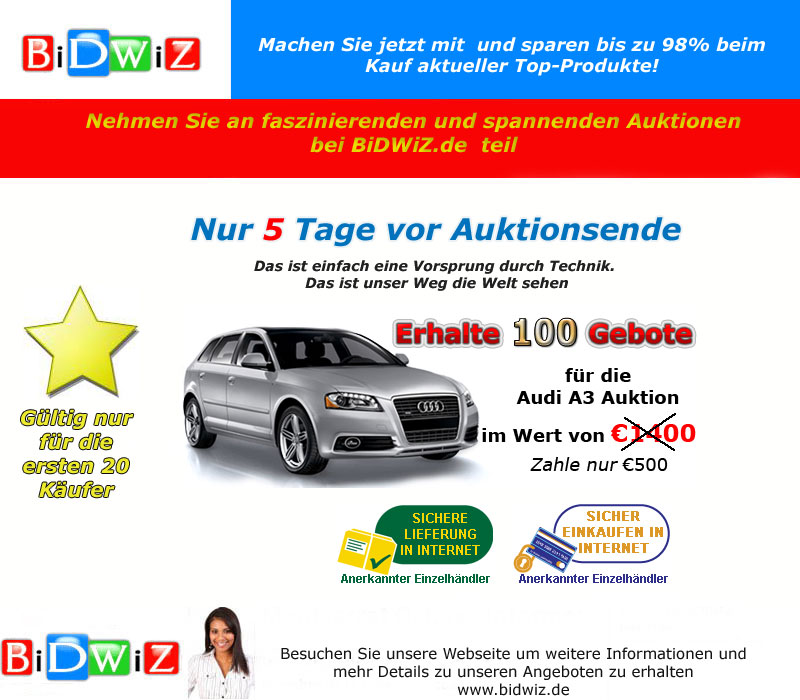 BiDWiZ
Machen Sie jetzt mit und sparen bis zu 98% beim
Kauf aktueller Top-Produkte!
Nehmen Sie an faszinierenden und spannenden Auktionen
bei BiDWiZ.de teil
Nur 5 Tage vor Auktionsende
Das ist einfach eine Vorsprung durch Technik.
Das ist unser Weg die Welt sehen
Gültig nur
für die
ersten 20
Käufer
Erhalte 100 Gebote
für die
Audi A3 Auktion
im Wert von €1400
Zahle nur €500
SICHERE
LIEFERUNG
IN INTERNET
Anerkannter Einzelhändler
SICHER
EINKAUFEN IN
INTERNET
Anerkannter Einzelhändler
BiDWiZ
Besuchen Sie unsere Webseite um weitere Informationen und
mehr Details zu unseren Angeboten zu erhalten
www.bidwiz.de